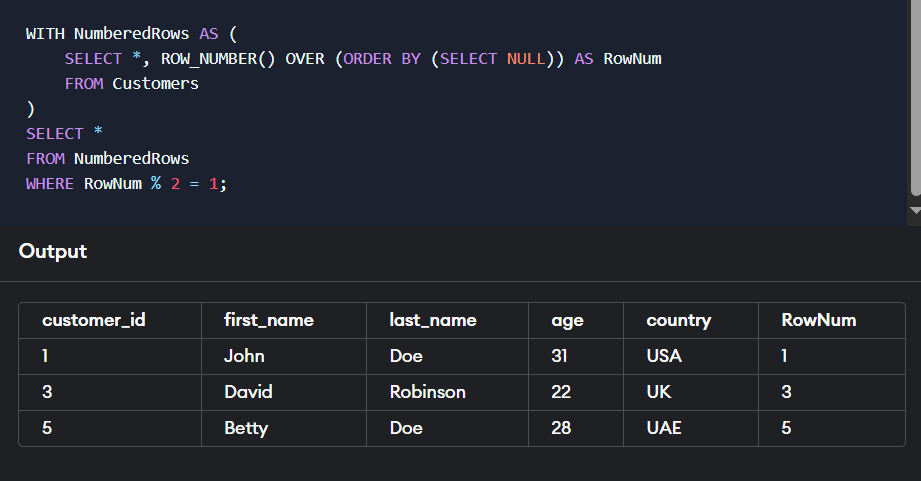 WITH NumberedRows AS (
    SELECT *, ROW_NUMBER() OVER (ORDER BY (SELECT NULL)) AS RowNum
    FROM Customers
)
SELECT *
FROM NumberedRows
WHERE RowNum % 2 = 1;
Output
customer_id first_name last_name age country RowNum
1 John Doe 31 USA 1
3 David Robinson 22 UK 3
5 Betty Doe 28 UAE 5